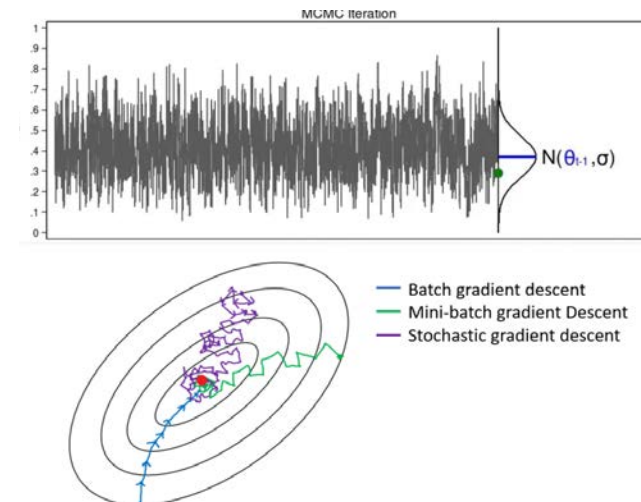 MCMC Iteration
1
.9
.8
.7
.6
.5
.4
.3
.2
.1
0
N(θt-1,σ)
Batch gradient descent
Mini-batch gradient Descent
Stochastic gradient descent